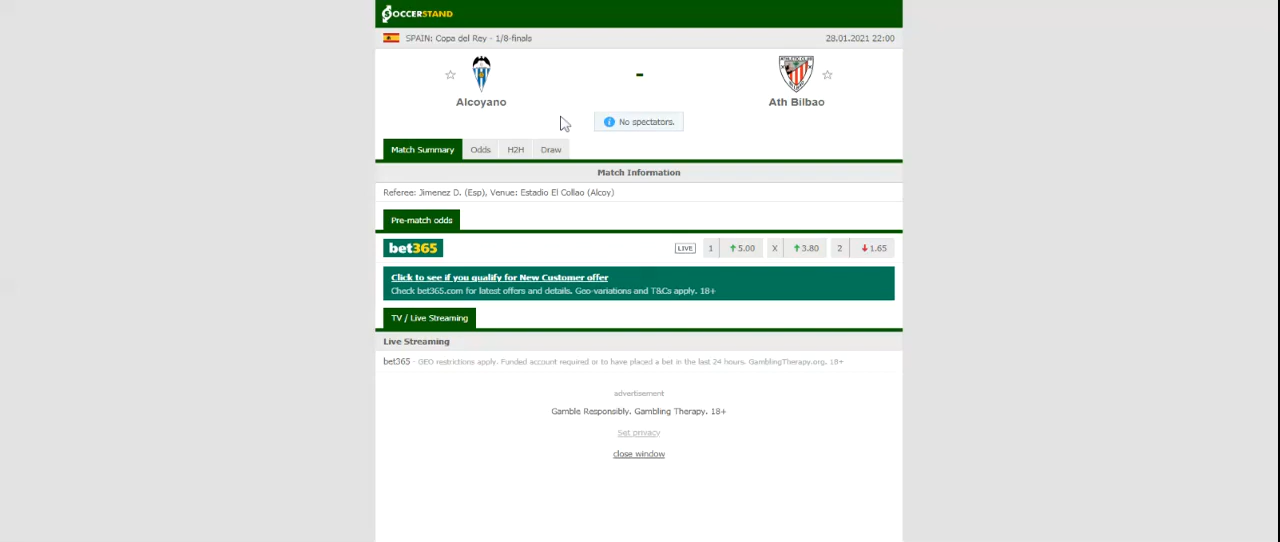 SOCCERSTAND
SPAIN: Copa del Rey - 1/8-finals 28.01.2021 22:00
-
Alcoyano Ath Bilbao
No spectators.
Match Summary Odds H2H Draw
Match Information
Referee: Jimenez D. (Esp), Venue: Estadio El Collao (Alcoy)
Pre-match odds
bet365 LIVE 1 5.00 X 3.80 2 1.65
Click to see if you qualify for New Customer offer
Check bet365.com for latest offers and details. Geo-variations and T&Cs apply. 18+
TV / Live Streaming
Live Streaming
bet365 - GEO restrictions apply. Funded account required or to have placed a bet in the last 24 hours. GamblingTherapy.org. 18+
advertisement
Gamble Responsibly. Gambling Therapy. 18+
Set privacy
close window